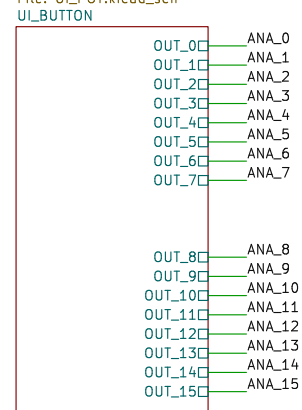 UI_BUTTON
OUT_0 ANA_0
OUT_1 ANA_1
OUT_2 ANA_2
OUT_3 ANA_3
OUT_4 ANA_4
OUT_5 ANA_5
OUT_6 ANA_6
OUT_7 ANA_7
OUT_8 ANA_8
OUT_9 ANA_9
OUT_10 ANA_10
OUT_11 ANA_11
OUT_12 ANA_12
OUT_13 ANA_13
OUT_14 ANA_14
OUT_15 ANA_15